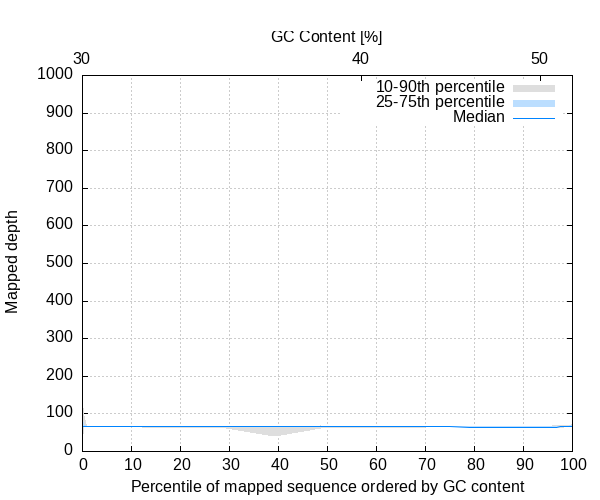 GC Content [%]
30 40 50
1000
10-90th percentile
25-75th percentile
Median
900
800
700
600
500
400
300
200
100
0
Mapped depth
0 10 20 30 40 50 60 70 80 90 100
Percentile of mapped sequence ordered by GC content